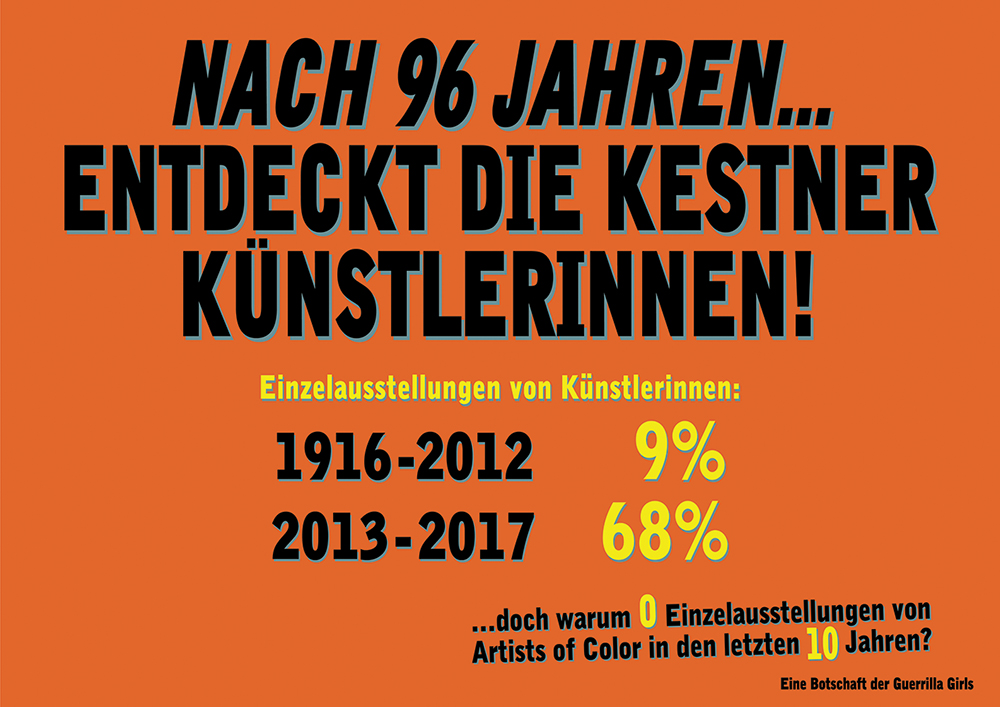 NACH 96 JAHREN...
ENTDECKT DIE KESTNER
KÜNSTLERINNEN!
Einzelausstellungen von Künstlerinnen:
1916-2012 9%
2013-2017 68%
...doch warum 0 Einzelausstellungen von
Artists of Color in den letzten 10 Jahren?
Eine Botschaft der Guerrilla Girls